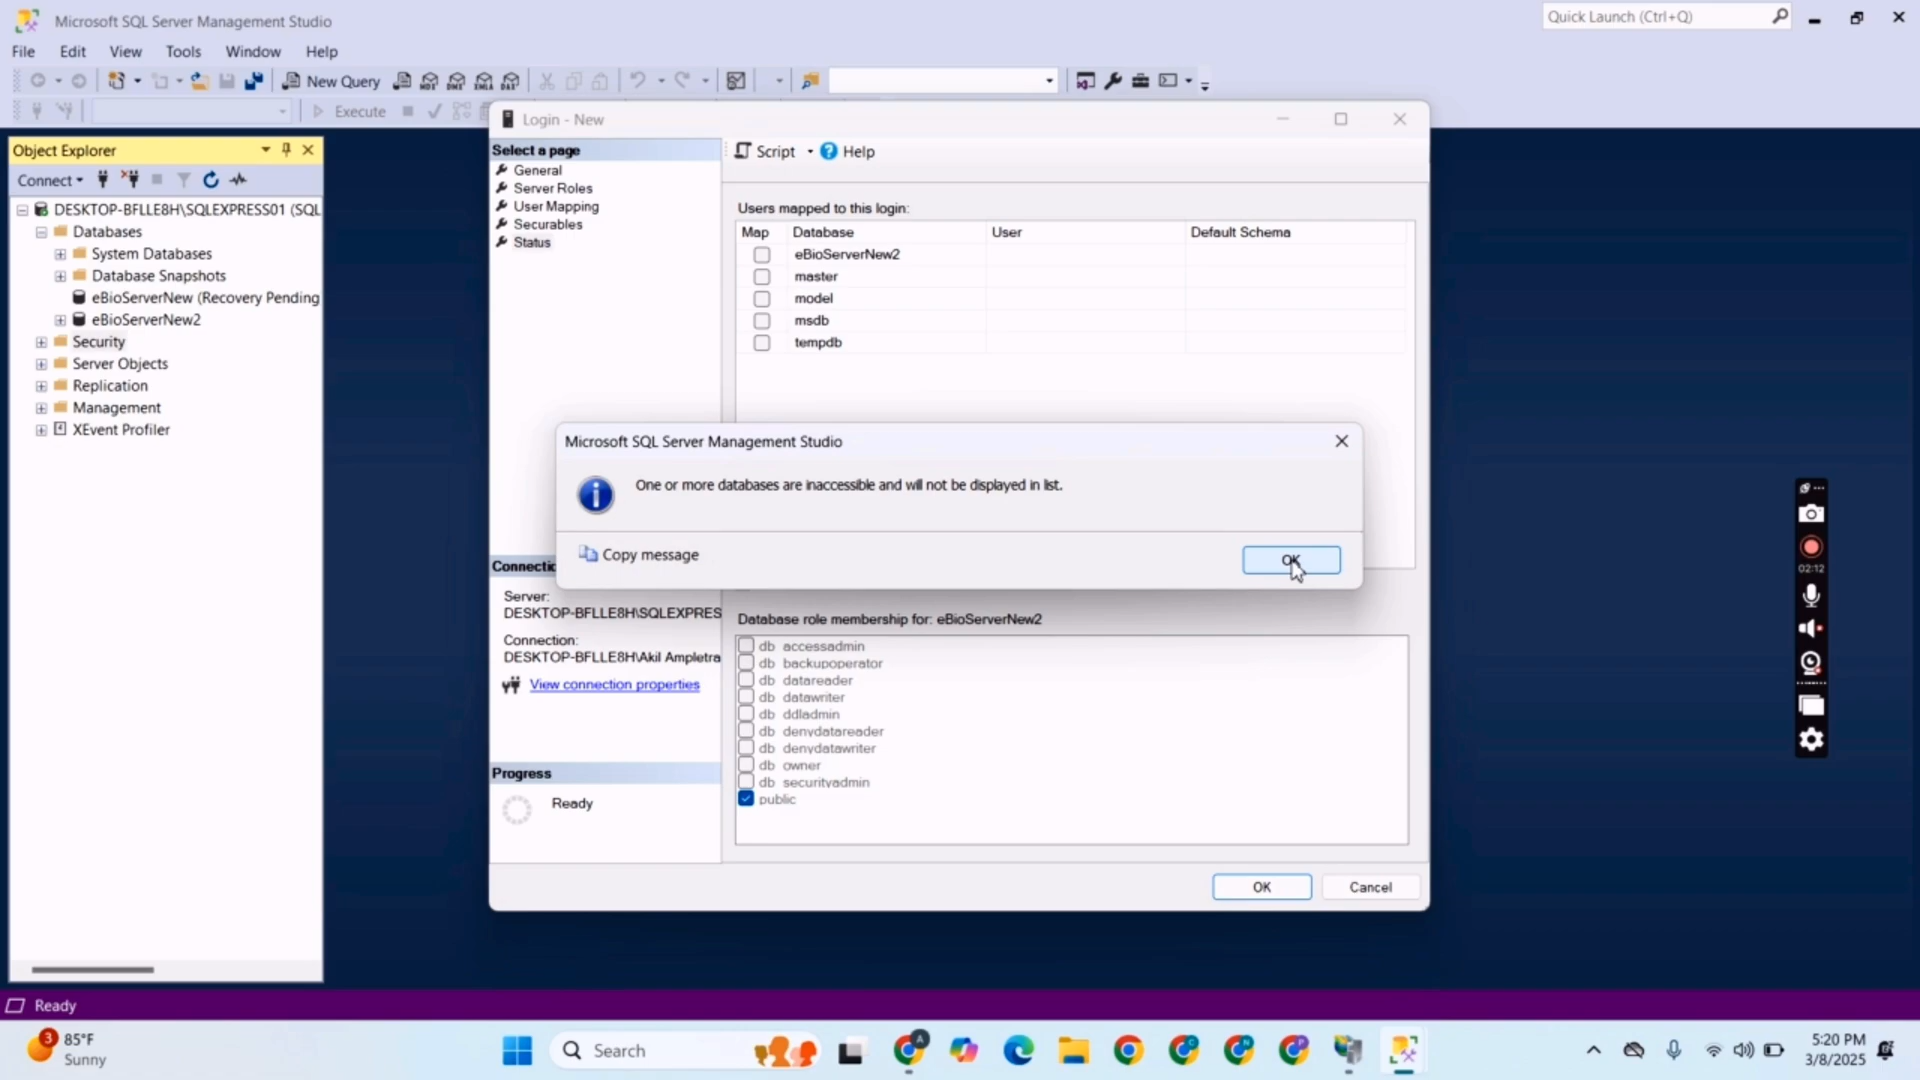 Microsoft SQL Server Management Studio
Quick Launch (Ctrl+Q)
File Edit View Tools Window Help
New Query
Execute
Object Explorer
Connect
DESKTOP-BFLLE8H\SQLEXPRESS01 (SQL
Databases
System Databases
Database Snapshots
eBioServerNew (Recovery Pending
eBioServerNew2
Security
Server Objects
Replication
Management
XEvent Profiler
Login - New
Select a page
General
Server Roles
User Mapping
Securables
Status
Script Help
Users mapped to this login:
Map Database User Default Schema
eBioServerNew2
master
model
msdb
tempdb
Microsoft SQL Server Management Studio
One or more databases are inaccessible and will not be displayed in list.
Copy message
OK
Connectio
Server:
DESKTOP-BFLLE8H\SQLEXPRES
Connection:
DESKTOP-BFLLE8H\Akil Ampletra
View connection properties
Progress
Ready
Database role membership for: eBioServerNew2
db_accessadmin
db_backupoperator
db_datareader
db_datawriter
db_ddladmin
db_denydatareader
db_denydatawriter
db_owner
db_securityadmin
public
OK Cancel
02:12
Ready
3
85°F
Sunny
Search
5:20 PM
3/8/2025